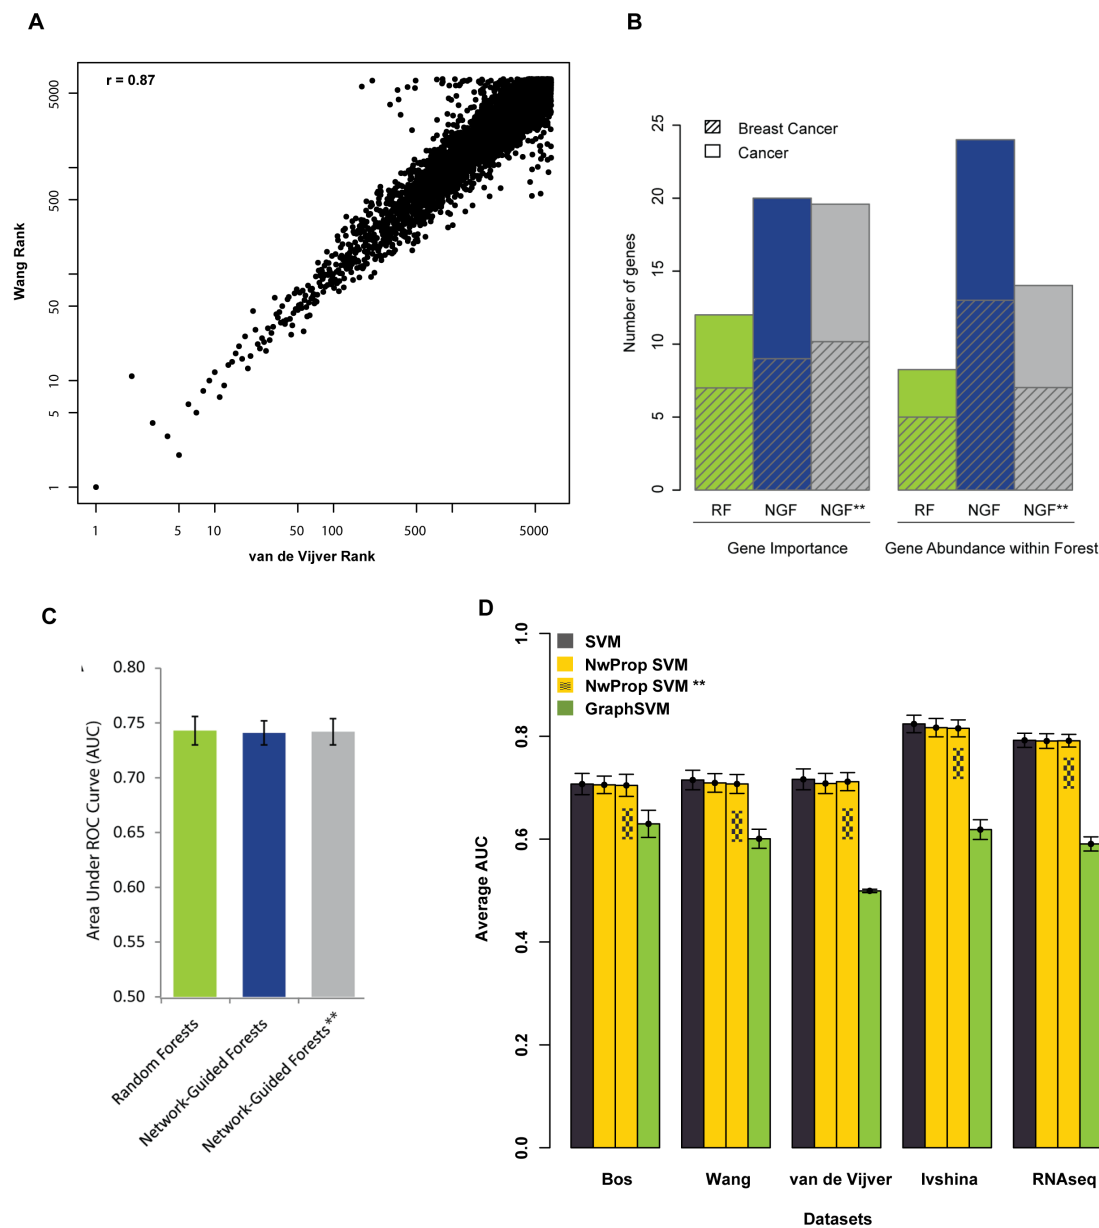 A
r = 0.87
Wang Rank
5000
500
50
10
5
1
1
5
10
50
100
500
5000
van de Vijver Rank
B
Breast Cancer
Cancer
Number of genes
25
20
15
10
5
0
RF
NGF
NGF**
RF
NGF
NGF**
Gene Importance
Gene Abundance within Forest
C
Area Under ROC Curve (AUC)
0.80
0.75
0.70
0.65
0.60
0.55
0.50
Random Forests
Network-Guided Forests
Network-Guided Forests**
D
SVM
NwProp SVM
NwProp SVM **
GraphSVM
Average AUC
1.0
0.8
0.6
0.4
0.2
0.0
Bos
Wang
van de Vijver
Ivshina
RNAseq
Datasets